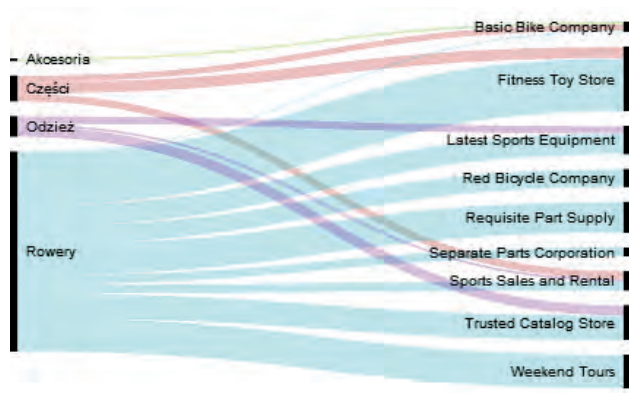 Basic Bike Company
Akcesoria
Fitness Toy Store
Części
Odzież
Latest Sports Equipment
Red Bicycle Company
Requisite Part Supply
Rowery
Separate Parts Corporation
Sports Sales and Rental
Trusted Catalog Store
Weekend Tours